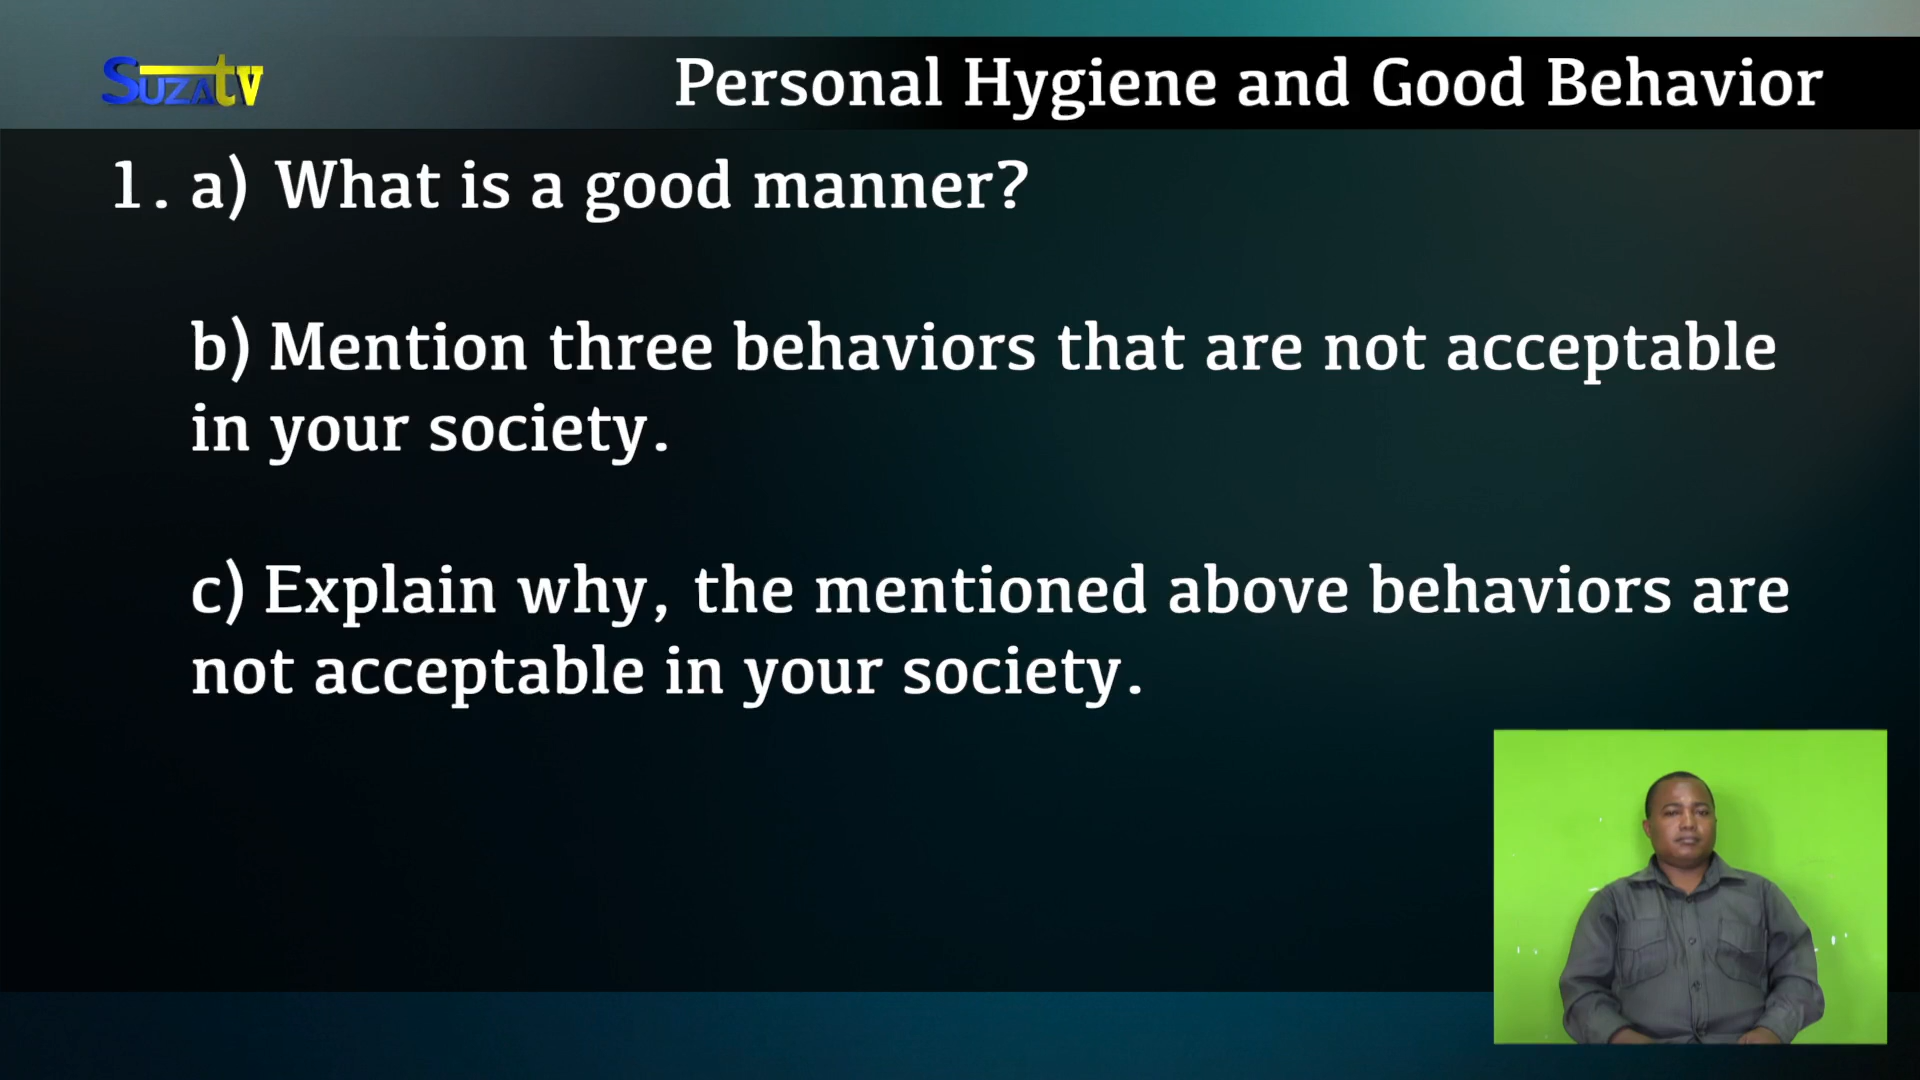 SUZAtv
Personal Hygiene and Good Behavior
1. a) What is a good manner?
b) Mention three behaviors that are not acceptable
in your society.
c) Explain why, the mentioned above behaviors are
not acceptable in your society.